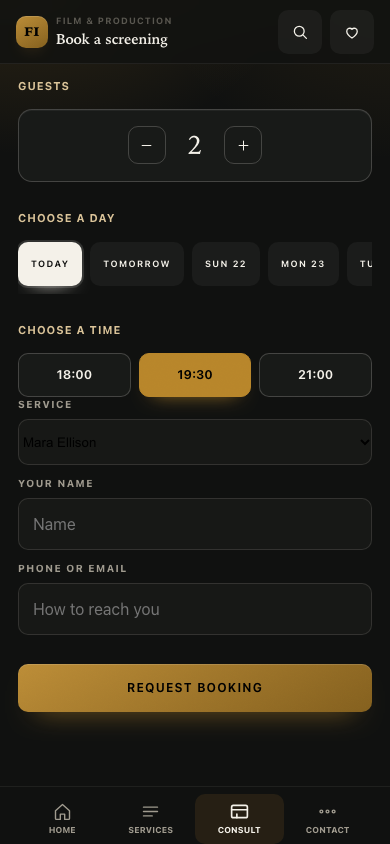 FI
FILM & PRODUCTION
Book a screening
GUESTS
− 2 +
CHOOSE A DAY
TODAY TOMORROW SUN 22 MON 23 TU
CHOOSE A TIME
18:00 19:30 21:00
SERVICE
Mara Ellison
YOUR NAME
Name
PHONE OR EMAIL
How to reach you
REQUEST BOOKING
HOME SERVICES CONSULT CONTACT